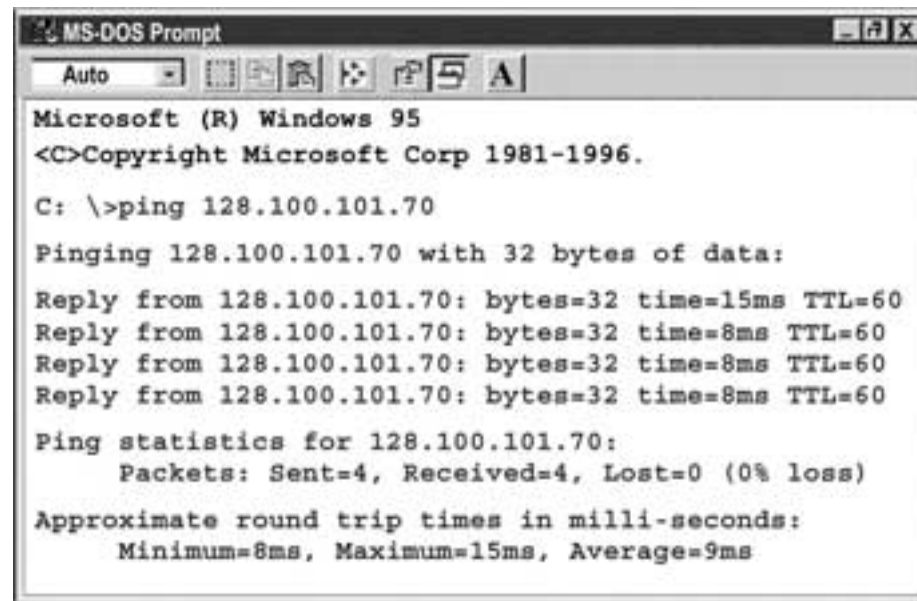 MS-DOS Prompt
Auto A
Microsoft (R) Windows 95
<C>Copyright Microsoft Corp 1981-1996.
C: \>ping 128.100.101.70
Pinging 128.100.101.70 with 32 bytes of data:
Reply from 128.100.101.70: bytes=32 time=15ms TTL=60
Reply from 128.100.101.70: bytes=32 time=8ms TTL=60
Reply from 128.100.101.70: bytes=32 time=8ms TTL=60
Reply from 128.100.101.70: bytes=32 time=8ms TTL=60
Ping statistics for 128.100.101.70:
Packets: Sent=4, Received=4, Lost=0 (0% loss)
Approximate round trip times in milli-seconds:
Minimum=8ms, Maximum=15ms, Average=9ms